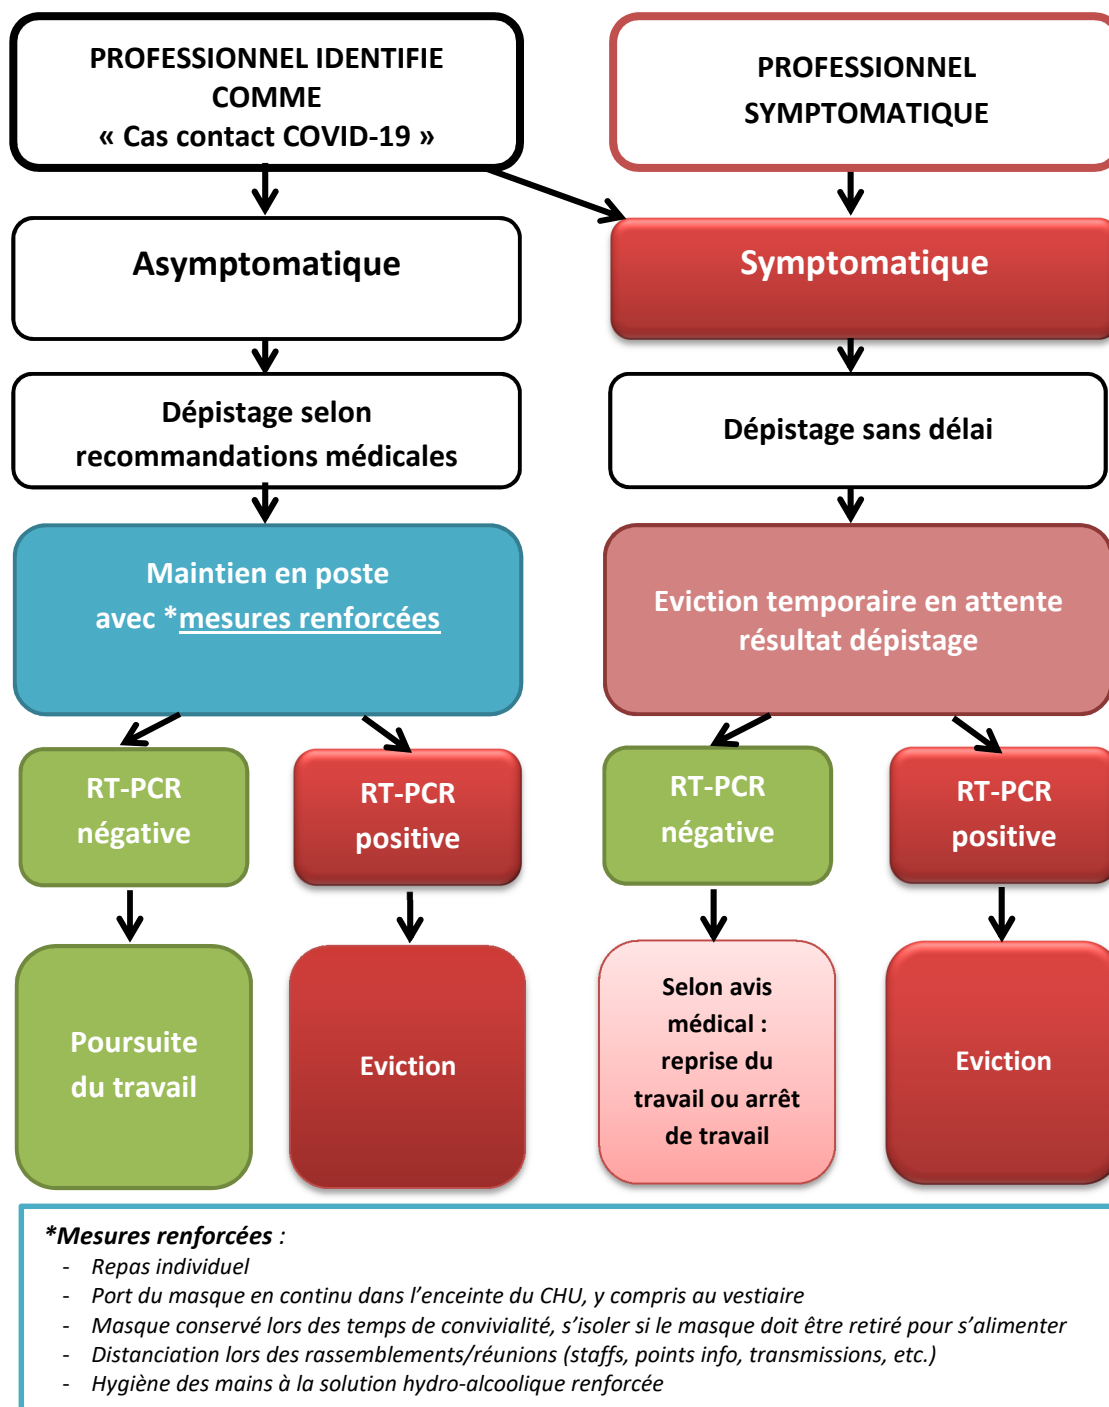 PROFESSIONNEL IDENTIFIE
COMME
« Cas contact COVID-19 »
PROFESSIONNEL
SYMPTOMATIQUE
Asymptomatique
Symptomatique
Dépistage selon
recommandations médicales
Dépistage sans délai
Maintien en poste
avec *mesures renforcées
Eviction temporaire en attente
résultat dépistage
RT-PCR
négative
RT-PCR
positive
RT-PCR
négative
RT-PCR
positive
Poursuite
du travail
Eviction
Selon avis
médical :
reprise du
travail ou arrêt
de travail
Eviction
*Mesures renforcées :
- Repas individuel
- Port du masque en continu dans l’enceinte du CHU, y compris au vestiaire
- Masque conservé lors des temps de convivialité, s’isoler si le masque doit être retiré pour s’alimenter
- Distanciation lors des rassemblements/réunions (staffs, points info, transmissions, etc.)
- Hygiène des mains à la solution hydro-alcoolique renforcée